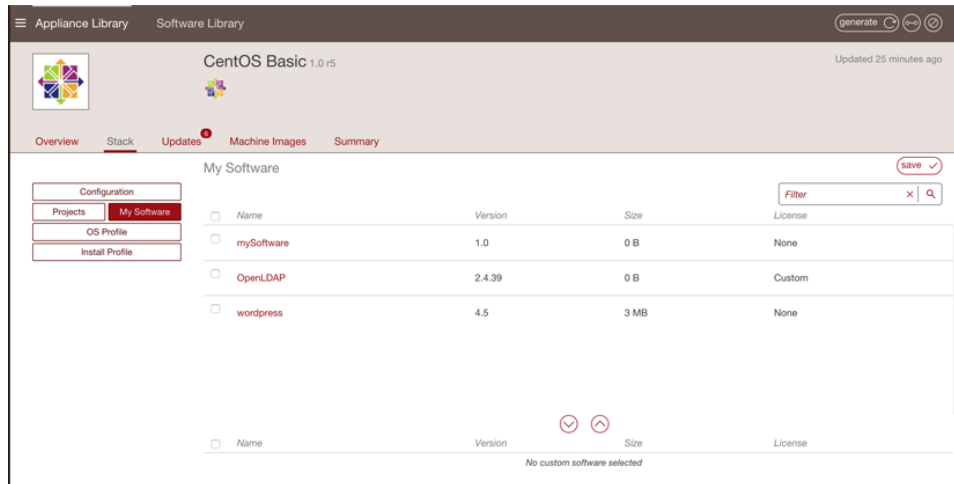 Appliance Library Software Library generate
CentOS Basic 1.0 r5 Updated 25 minutes ago
Overview Stack Updates 6 Machine Images Summary
My Software save
Configuration
Filter
Projects My Software
Name Version Size License
OS Profile
mySoftware 1.0 0 B None
Install Profile
OpenLDAP 2.4.39 0 B Custom
wordpress 4.5 3 MB None
Name Version Size License
No custom software selected